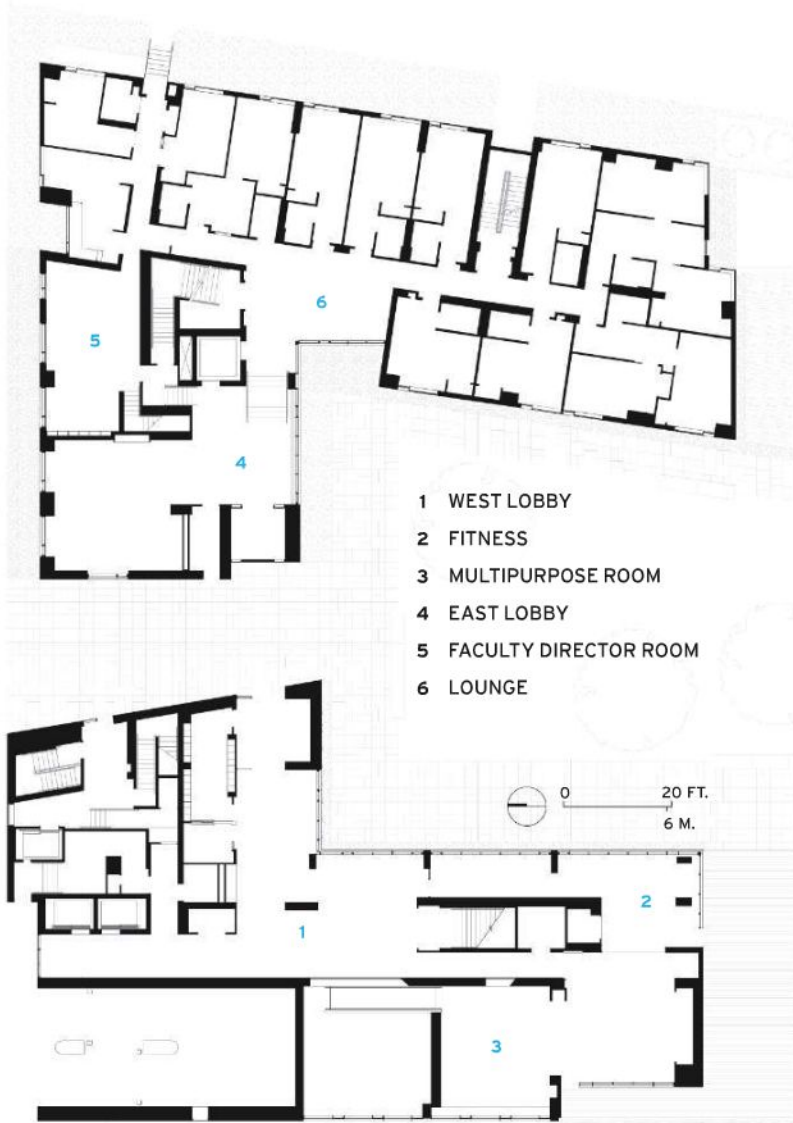 6
5
4
1 WEST LOBBY
2 FITNESS
3 MULTIPURPOSE ROOM
4 EAST LOBBY
5 FACULTY DIRECTOR ROOM
6 LOUNGE
0 20 FT.
6 M.
2
1
3